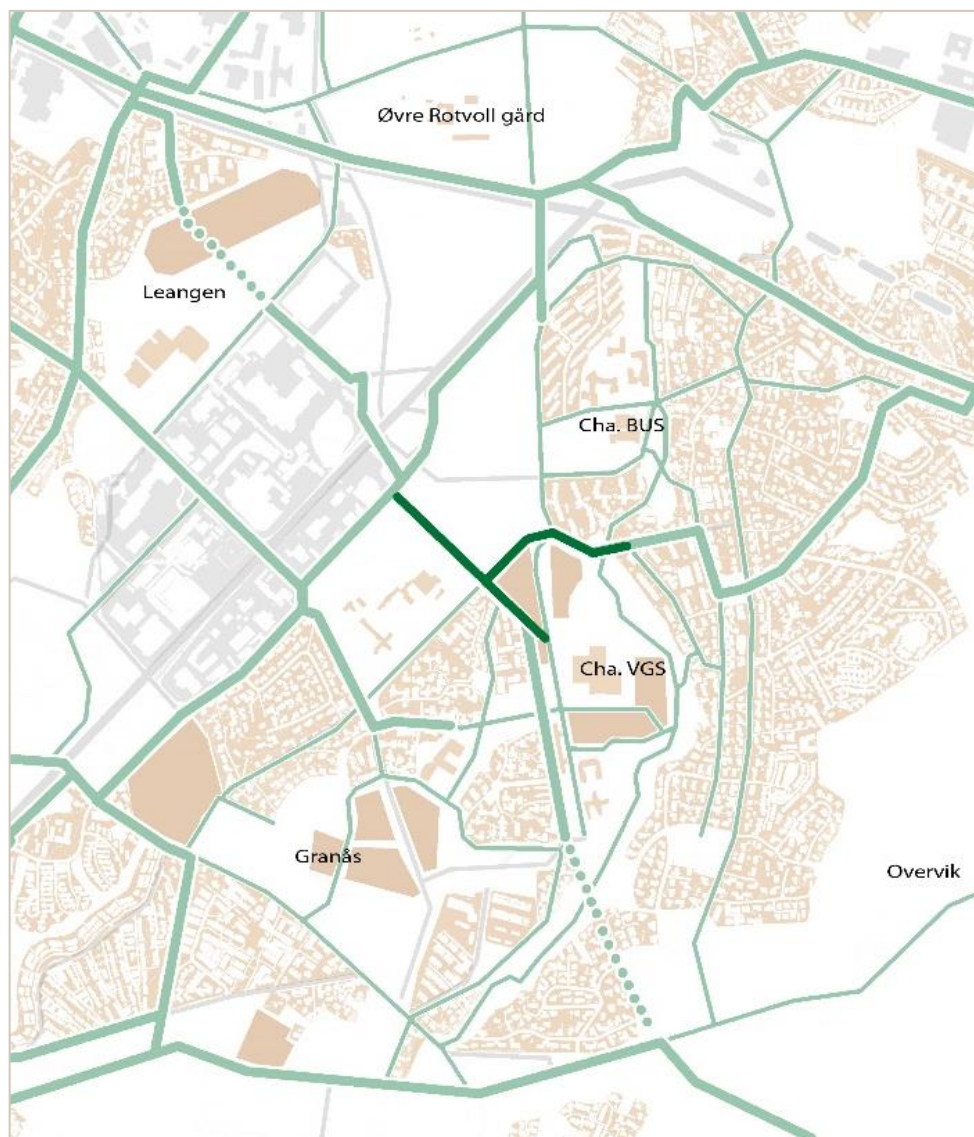 Øvre Rotvoll gård
Leangen
Cha. BUS
Cha. VGS
Granås
Overvik